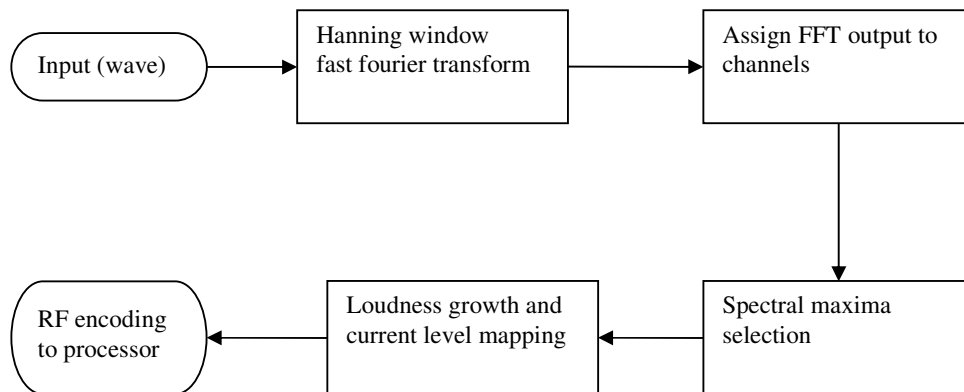 Input (wave)
Hanning window
fast fourier transform
Assign FFT output to
channels
Spectral maxima
selection
Loudness growth and
current level mapping
RF encoding
to processor